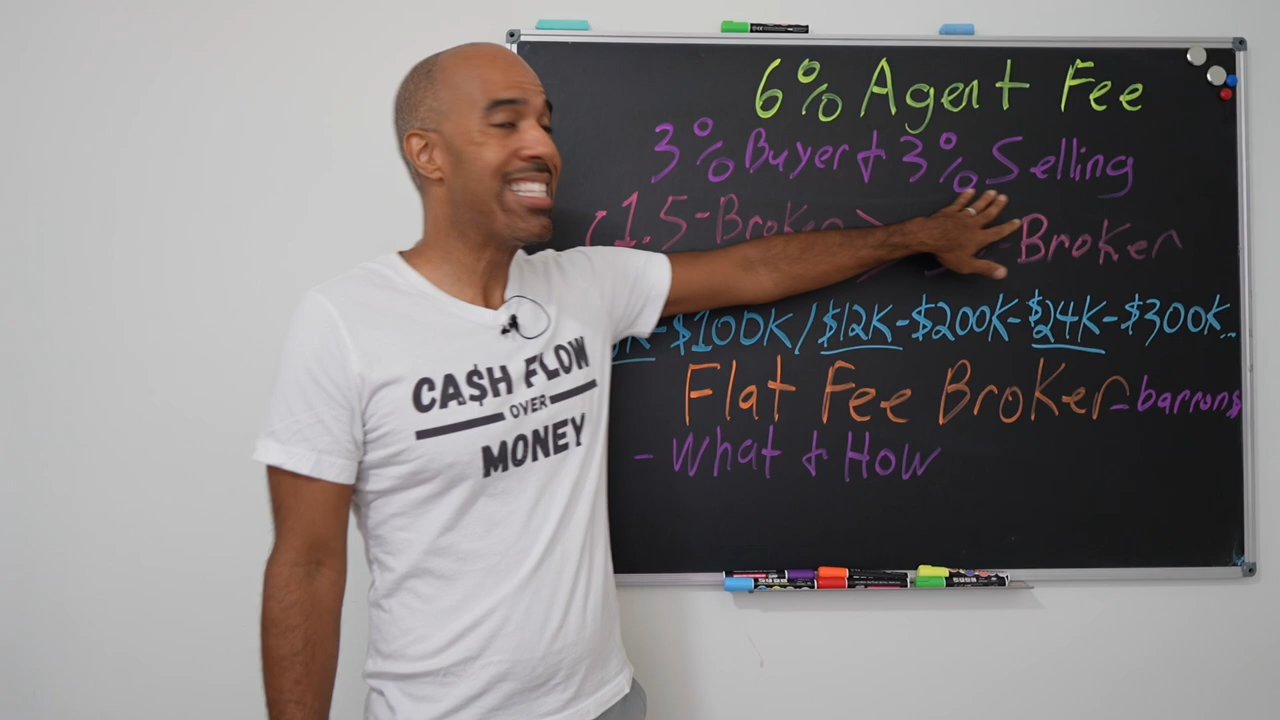 6% Agent Fee
3% Buyer & 3% Selling
(1.5-Broker > -Broker
K-$100K/$12K-$200K-$24K-$300K..
Flat Fee Broker-barrons
- What & How
CA$H FLOW
OVER
MONEY